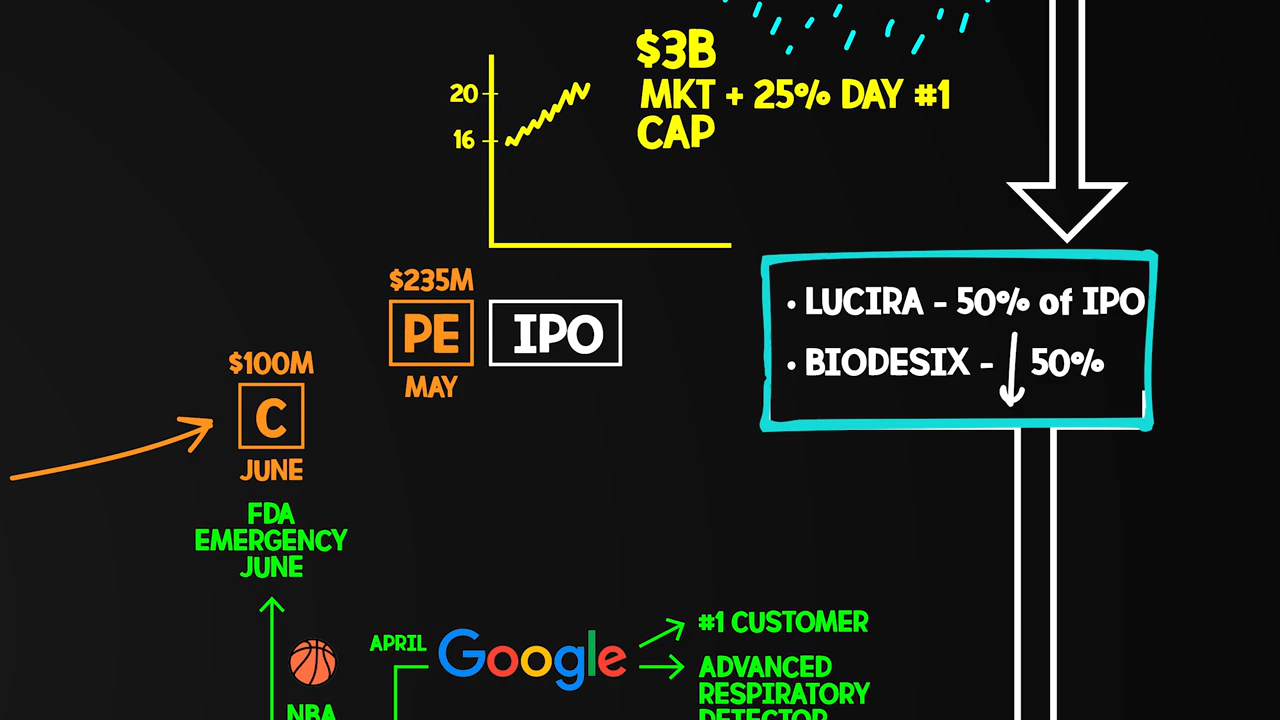 $3B
MKT + 25% DAY #1
CAP
20
16
$235M
PE
IPO
MAY
• LUCIRA - 50% of IPO
• BIODESIX - 50%
$100M
C
JUNE
FDA
EMERGENCY
JUNE
APRIL
Google
#1 CUSTOMER
ADVANCED
RESPIRATORY
DETECTOR
NBA